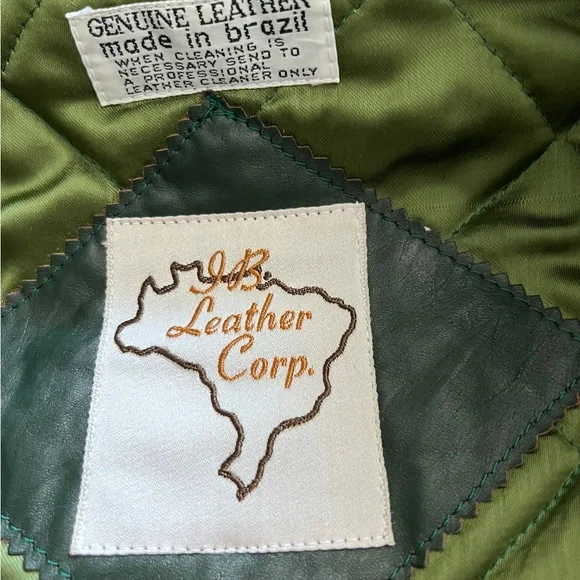 GENUINE LEATHER
made in brazil
WHEN CLEANING IS
NECESSARY SEND TO
A PROFESSIONAL
LEATHER CLEANER ONLY
J.B.
Leather
Corp.